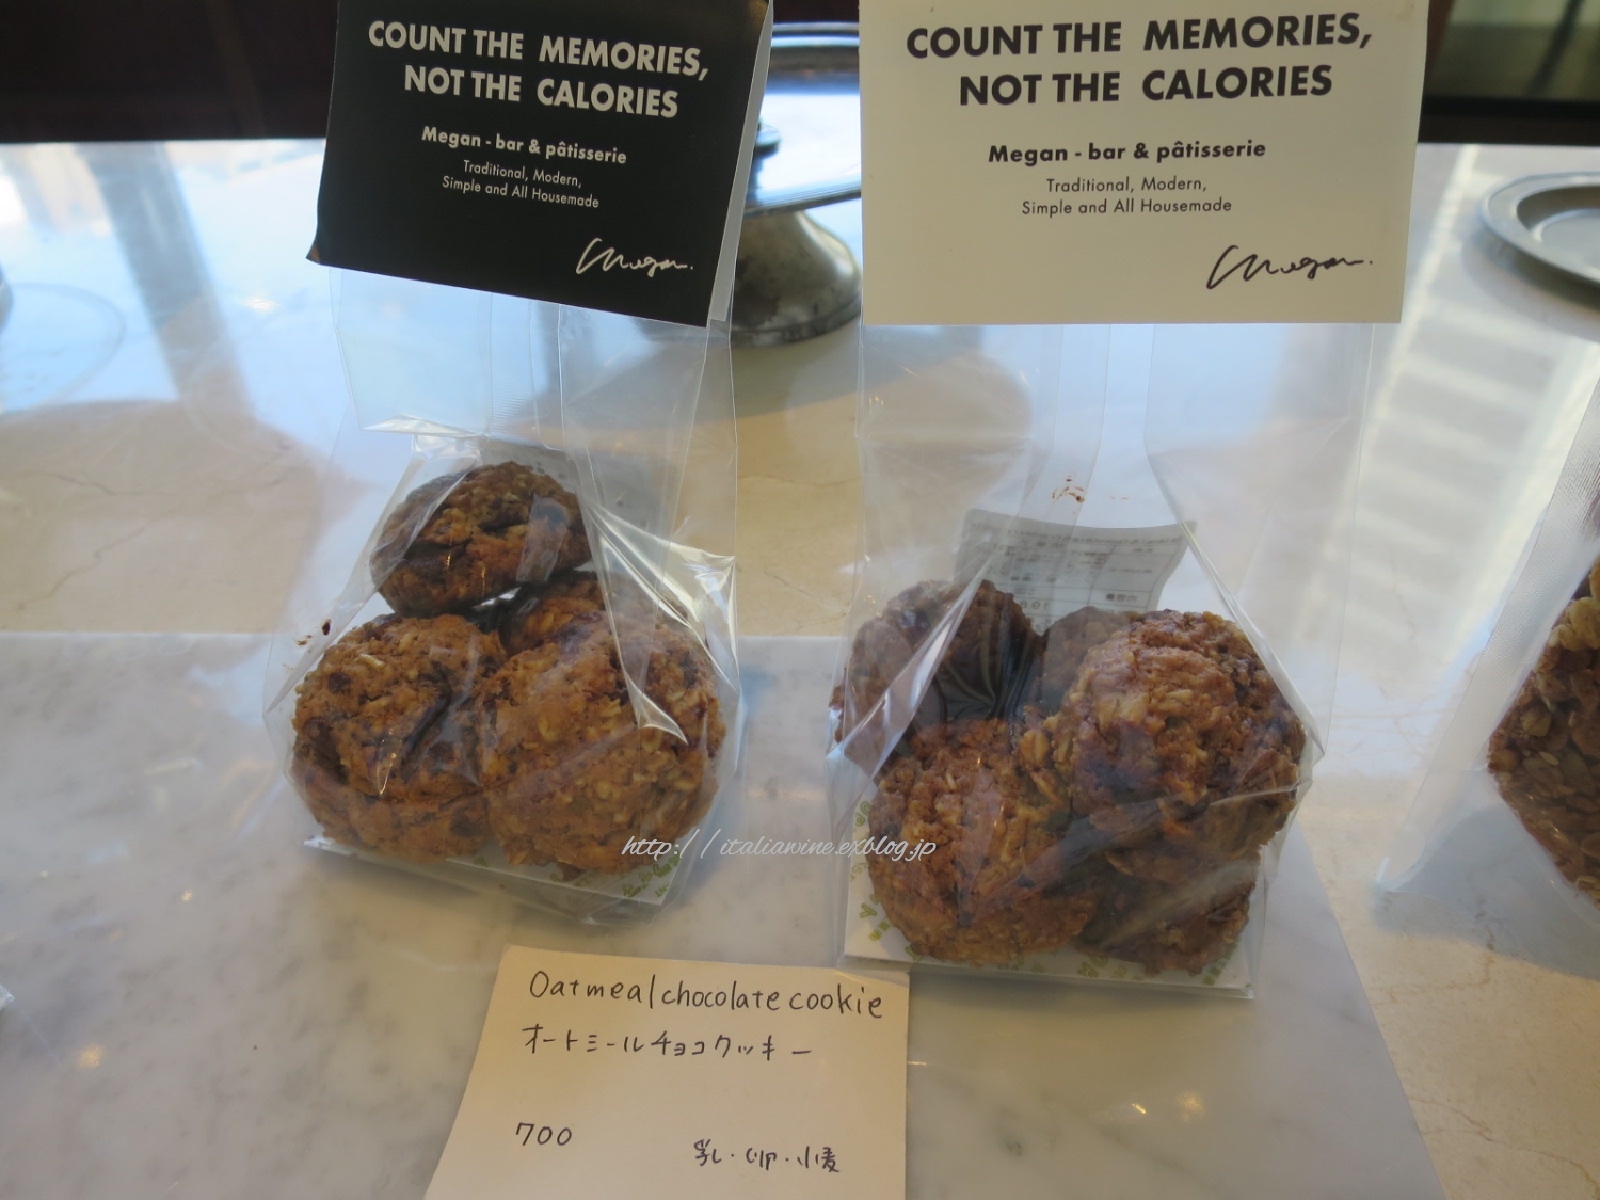 COUNT THE MEMORIES,
NOT THE CALORIES
Megan - bar & pâtisserie
Traditional, Modern,
Simple and All Housemade
Megan.
COUNT THE MEMORIES,
NOT THE CALORIES
Megan - bar & pâtisserie
Traditional, Modern,
Simple and All Housemade
Megan.
http://italiawine.exblog.jp
Oatmeal chocolate cookie
オートミールチョコクッキー
700
乳・卵・小麦